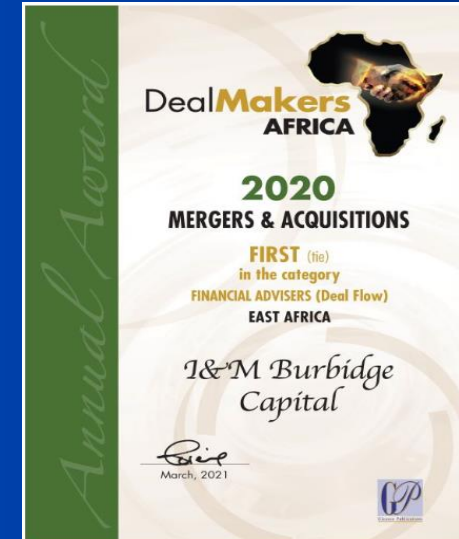 Annual Award
DealMakers
AFRICA
2020
MERGERS & ACQUISITIONS
FIRST (tie)
in the category
FINANCIAL ADVISERS (Deal Flow)
EAST AFRICA
I&M Burbidge
Capital
March, 2021
GP